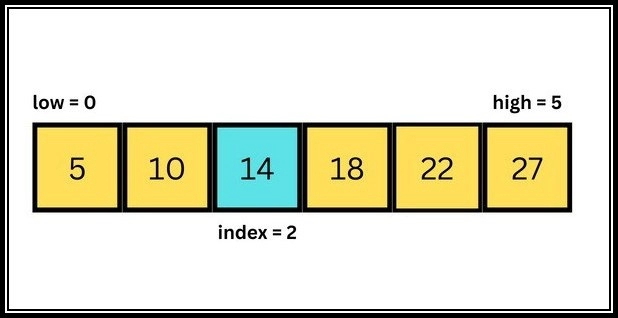 low = 0 high = 5
5 10 14 18 22 27
index = 2